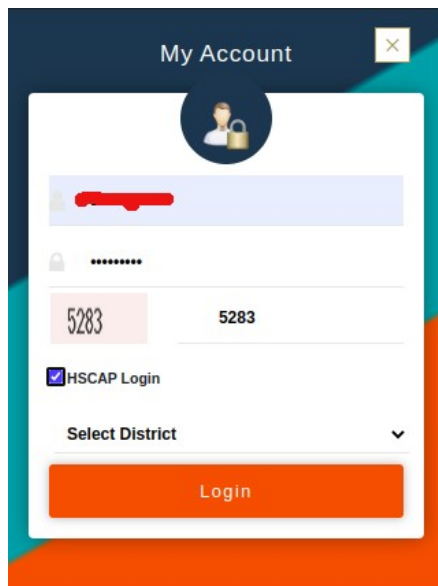 My Account
•••••••••
5283 5283
HSCAP Login
Select District
Login